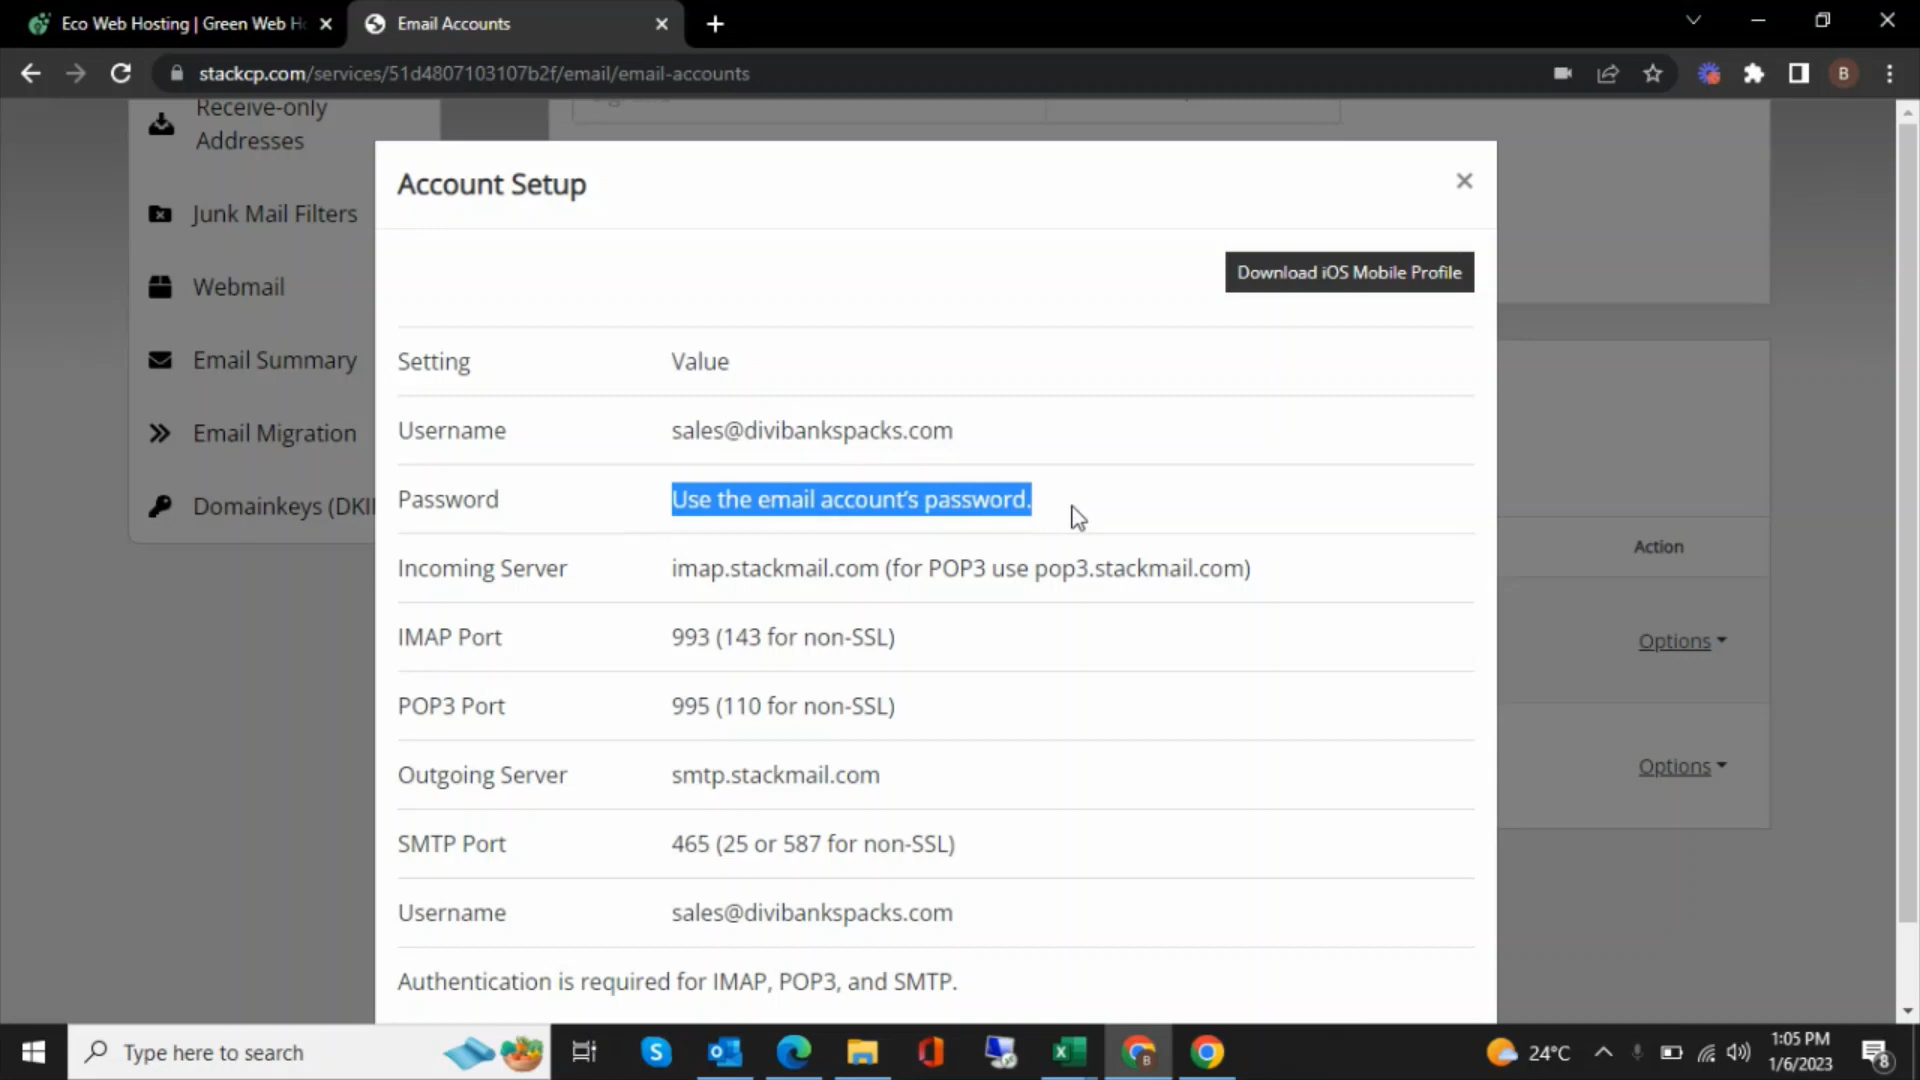 Eco Web Hosting | Green Web Ho
Email Accounts
stackcp.com/services/51d4807103107b2f/email/email-accounts
B
Receive-only
Addresses
Junk Mail Filters
Webmail
Email Summary
Email Migration
Domainkeys (DKI
Account Setup
Download iOS Mobile Profile
Setting Value
Username sales@divibankspacks.com
Password Use the email account's password.
Incoming Server imap.stackmail.com (for POP3 use pop3.stackmail.com)
IMAP Port 993 (143 for non-SSL)
POP3 Port 995 (110 for non-SSL)
Outgoing Server smtp.stackmail.com
SMTP Port 465 (25 or 587 for non-SSL)
Username sales@divibankspacks.com
Authentication is required for IMAP, POP3, and SMTP.
Action
Options
Options
Type here to search
24°C
1:05 PM
1/6/2023
8